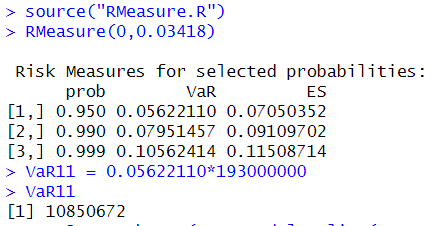 > source("RMeasure.R")
> RMeasure(0,0.03418)
Risk Measures for selected probabilities:
prob VaR ES
[1,] 0.950 0.05622110 0.07050352
[2,] 0.990 0.07951457 0.09109702
[3,] 0.999 0.10562414 0.11508714
> VaR11 = 0.05622110*193000000
> VaR11
[1] 10850672